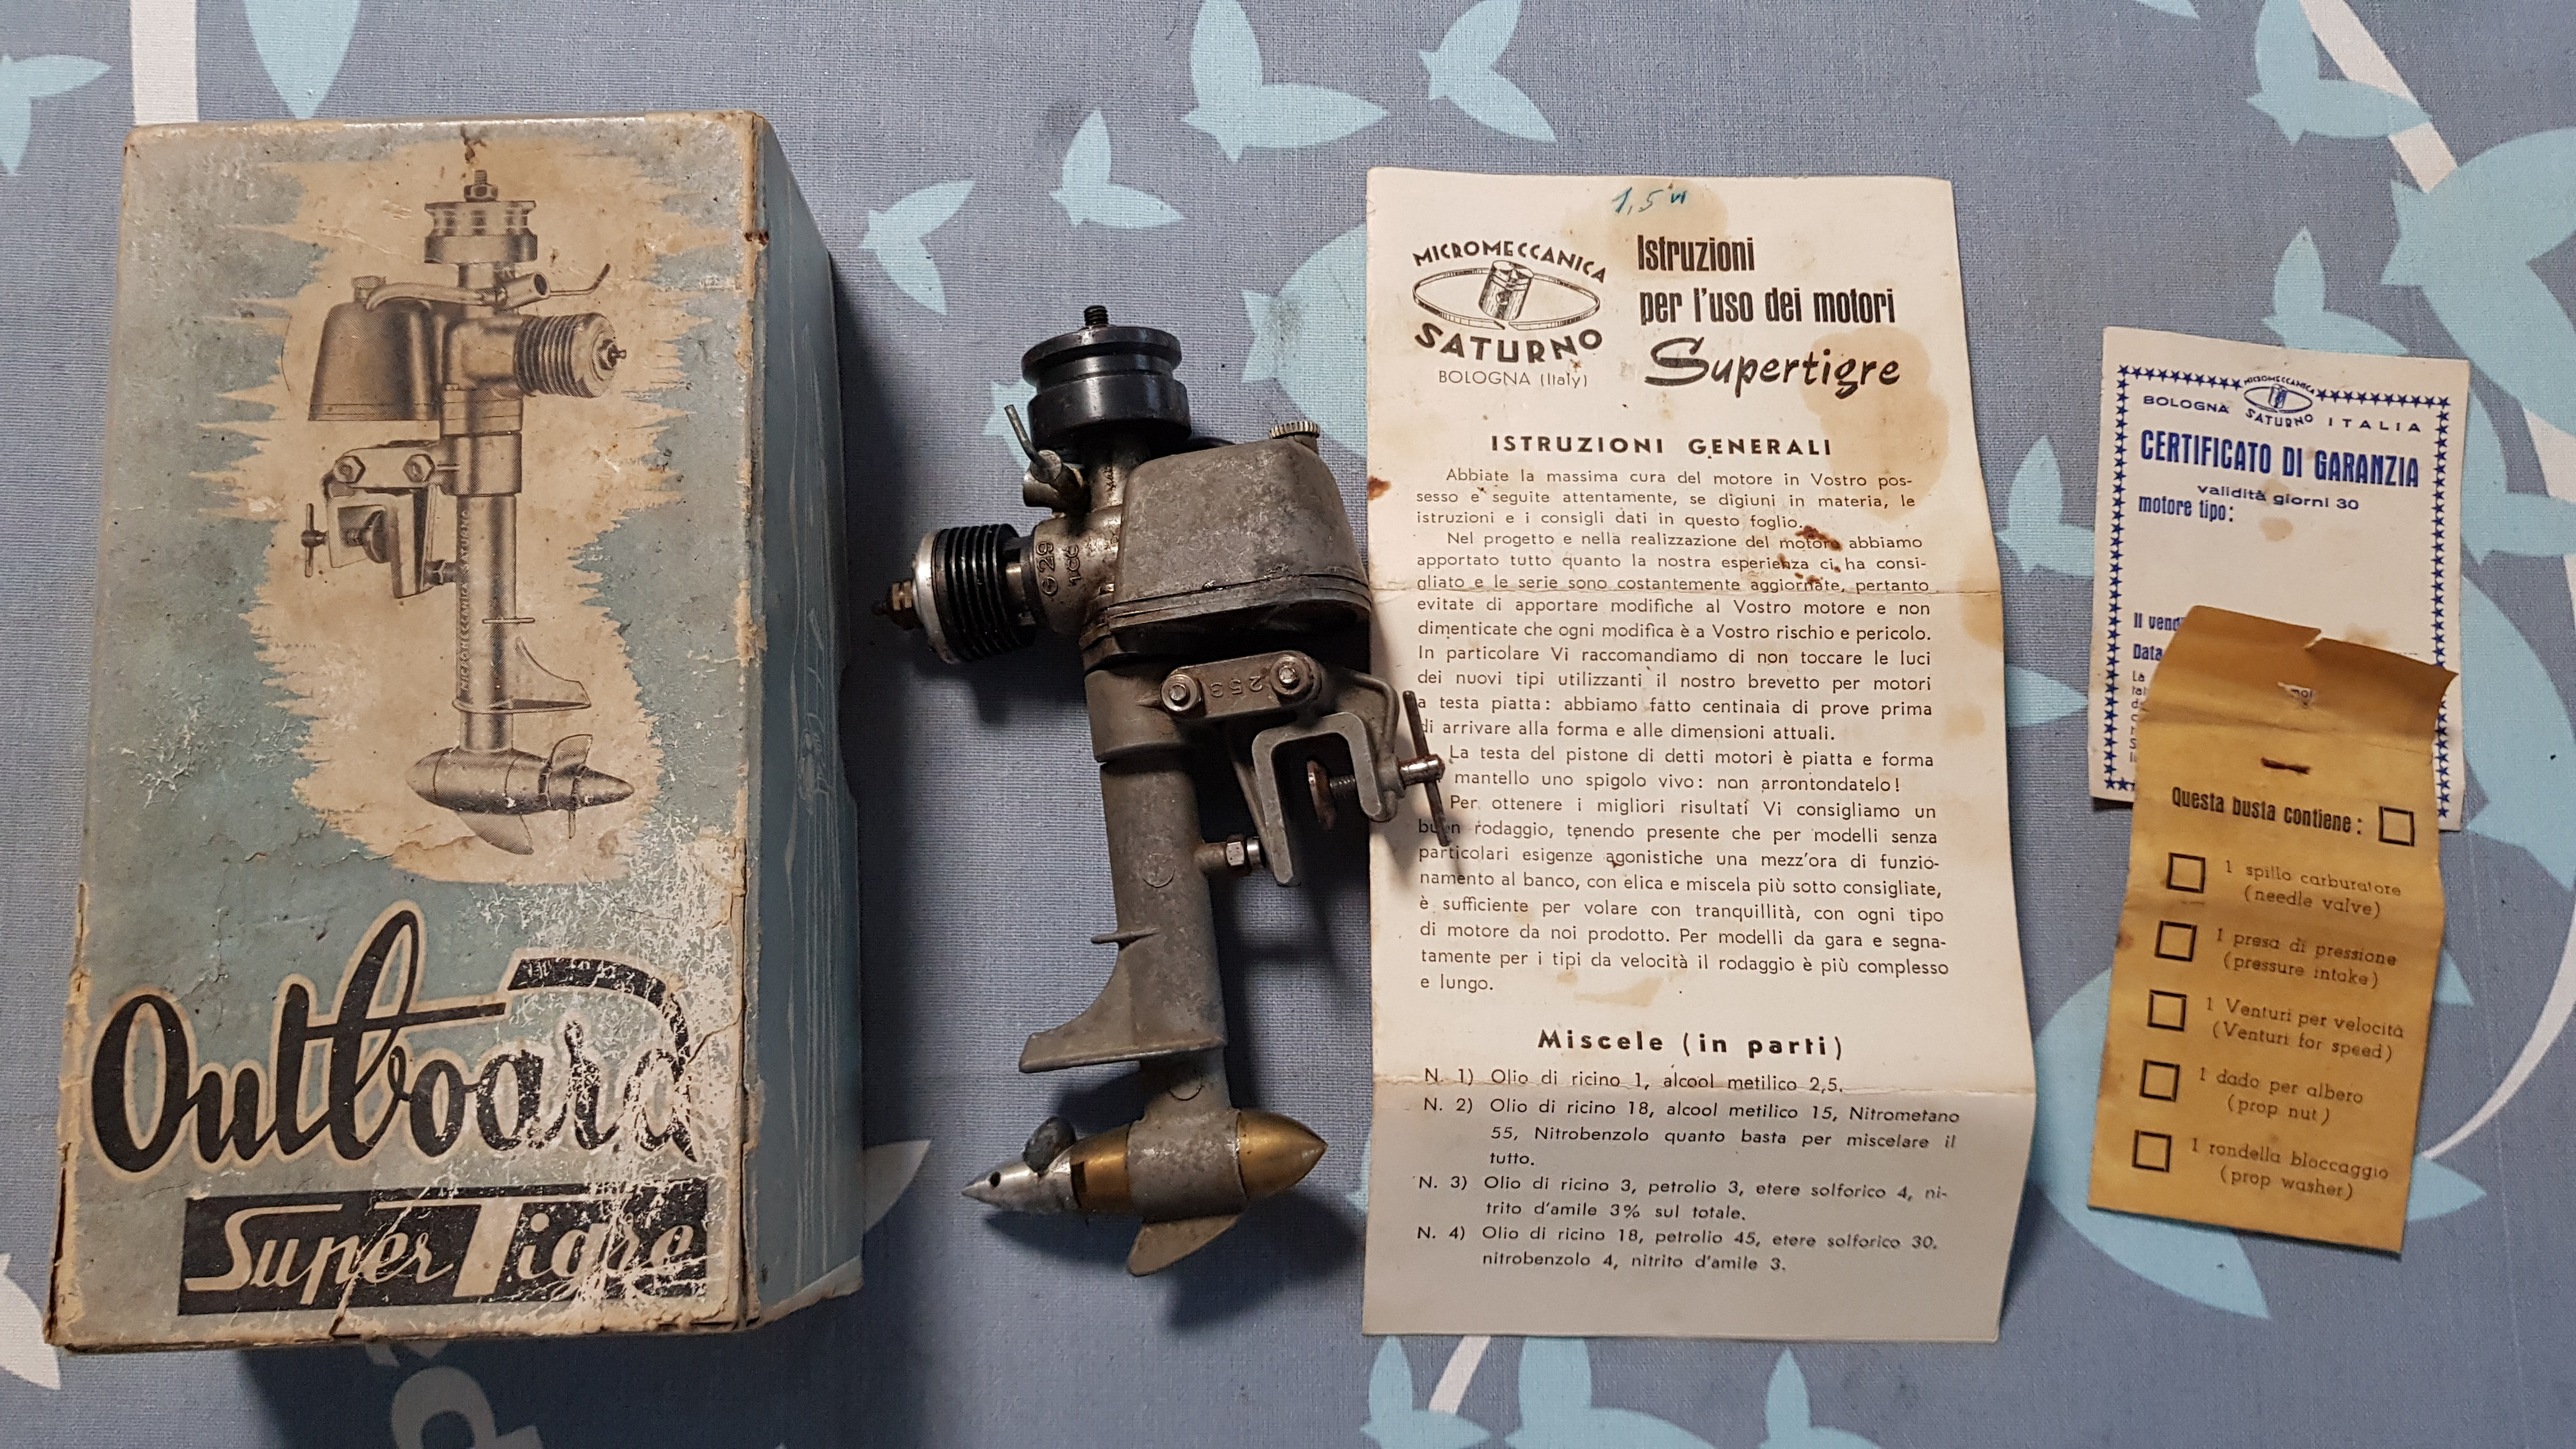 MICROMECCANICA SATURNO
Outboard
Super Tigre
G 29
253
1,5
MICROMECCANICA
SATURNO
BOLOGNA (Italy)
Istruzioni
per l'uso dei motori
Supertigre
ISTRUZIONI GENERALI
Abbiate la massima cura del motore in Vostro pos-
sesso e seguite attentamente, se digiuni in materia, le
istruzioni e i consigli dati in questo foglio.
Nel progetto e nella realizzazione del motore abbiamo
apportato tutto quanto la nostra esperienza ci ha consi-
gliato e le serie sono costantemente aggiornate, pertanto
evitate di apportare modifiche al Vostro motore e non
dimenticate che ogni modifica è a Vostro rischio e pericolo.
In particolare Vi raccomandiamo di non toccare le luci
dei nuovi tipi utilizzanti il nostro brevetto per motori
a testa piatta: abbiamo fatto centinaia di prove prima
di arrivare alla forma e alle dimensioni attuali.
La testa del pistone di detti motori è piatta e forma
mantello uno spigolo vivo: non arrontondatelo!
Per ottenere i migliori risultati Vi consigliamo un
buon rodaggio, tenendo presente che per modelli senza
particolari esigenze agonistiche una mezz'ora di funzio-
namento al banco, con elica e miscela più sotto consigliate,
è sufficiente per volare con tranquillità, con ogni tipo
di motore da noi prodotto. Per modelli da gara e segna-
tamente per i tipi da velocità il rodaggio è più complesso
e lungo.
Miscele (in parti)
N. 1) Olio di ricino 1, alcool metilico 2,5.
N. 2) Olio di ricino 18, alcool metilico 15, Nitrometano
55, Nitrobenzolo quanto basta per miscelare il
tutto.
N. 3) Olio di ricino 3, petrolio 3, etere solforico 4, ni-
trito d'amile 3% sul totale.
N. 4) Olio di ricino 18, petrolio 45, etere solforico 30,
nitrobenzolo 4, nitrito d'amile 3.
MICROMECCANICA
BOLOGNA SATURNO ITALIA
CERTIFICATO DI GARANZIA
validità giorni 30
motore tipo:
Il vend
Data
La
Questa busta contiene:
1 spillo carburatore
(needle valve)
1 presa di pressione
(pressure intake)
1 Venturi per velocità
(Venturi for speed)
1 dado per albero
(prop nut)
1 rondella bloccaggio
(prop washer)